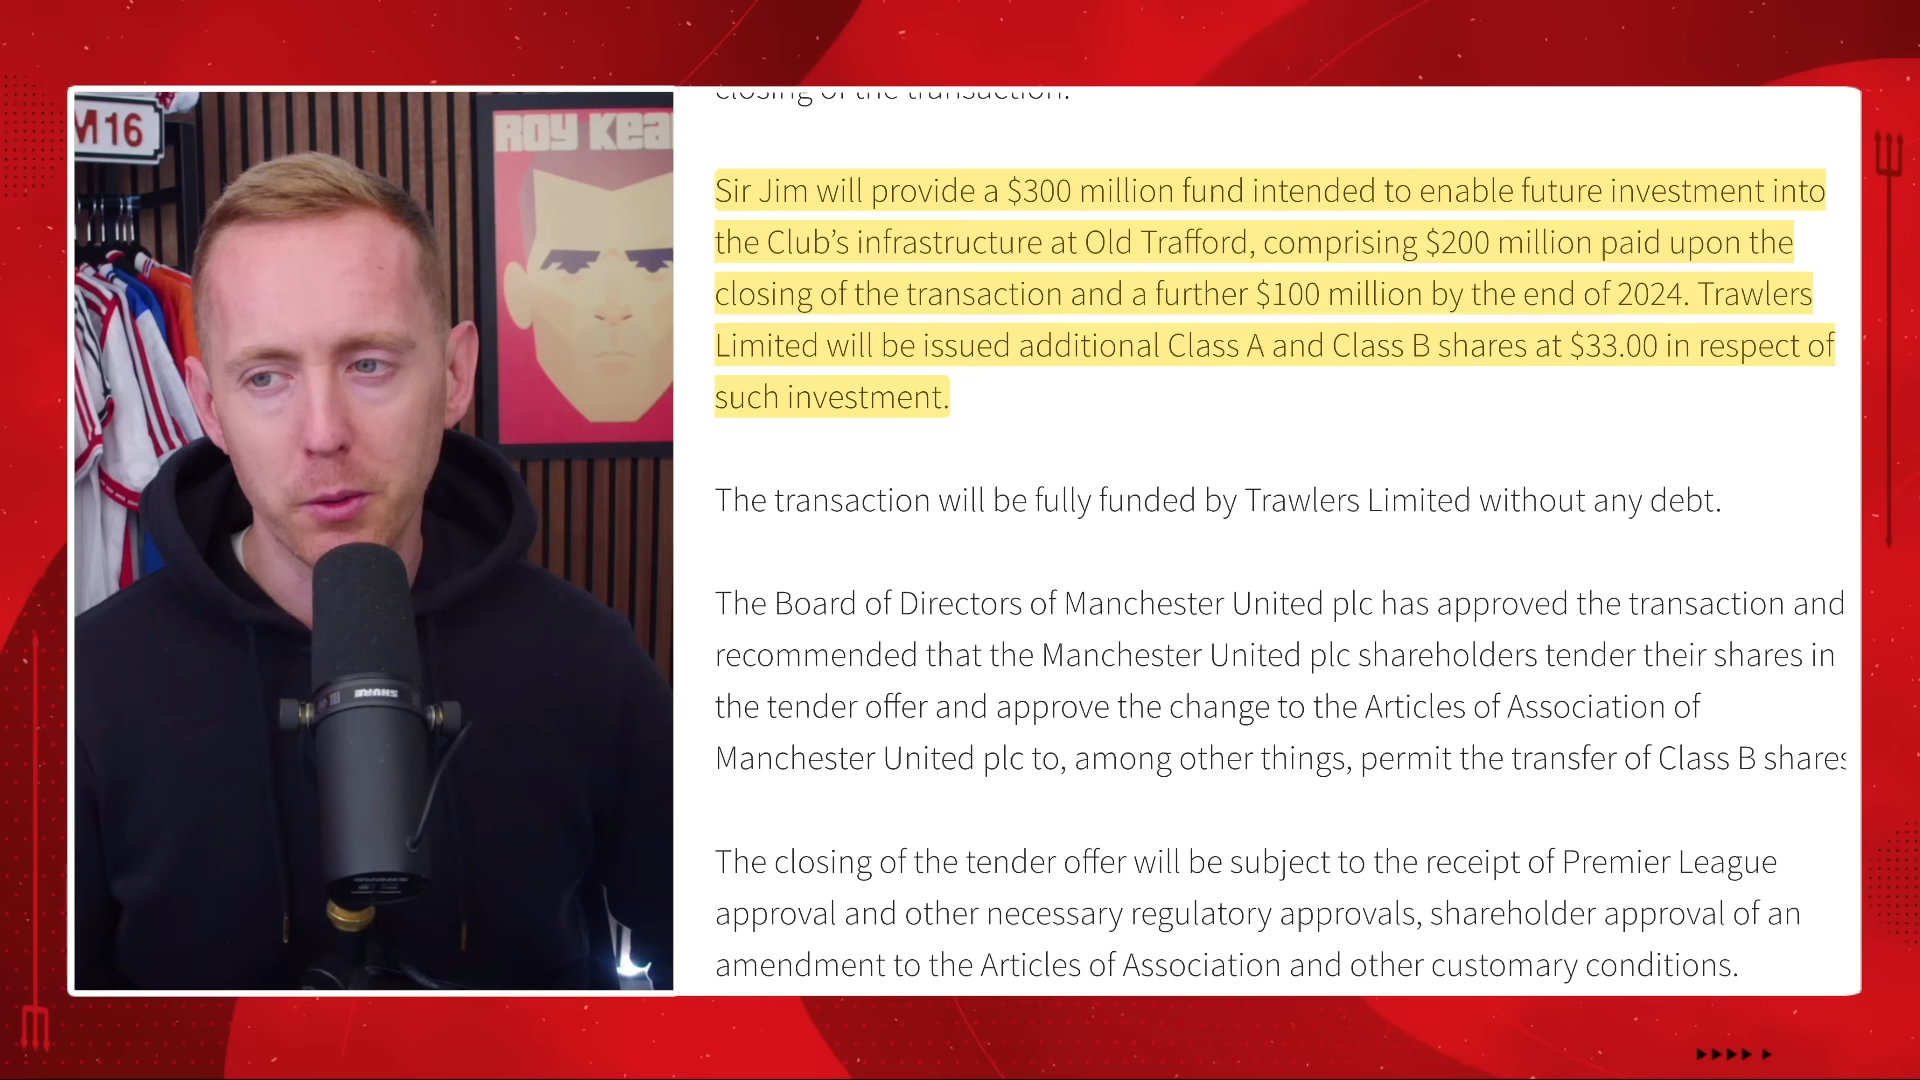 M16
ROY KEA
closing of the transaction.
Sir Jim will provide a $300 million fund intended to enable future investment into
the Club’s infrastructure at Old Trafford, comprising $200 million paid upon the
closing of the transaction and a further $100 million by the end of 2024. Trawlers
Limited will be issued additional Class A and Class B shares at $33.00 in respect of
such investment.
The transaction will be fully funded by Trawlers Limited without any debt.
The Board of Directors of Manchester United plc has approved the transaction and
recommended that the Manchester United plc shareholders tender their shares in
the tender offer and approve the change to the Articles of Association of
Manchester United plc to, among other things, permit the transfer of Class B shares
The closing of the tender offer will be subject to the receipt of Premier League
approval and other necessary regulatory approvals, shareholder approval of an
amendment to the Articles of Association and other customary conditions.
SHURE